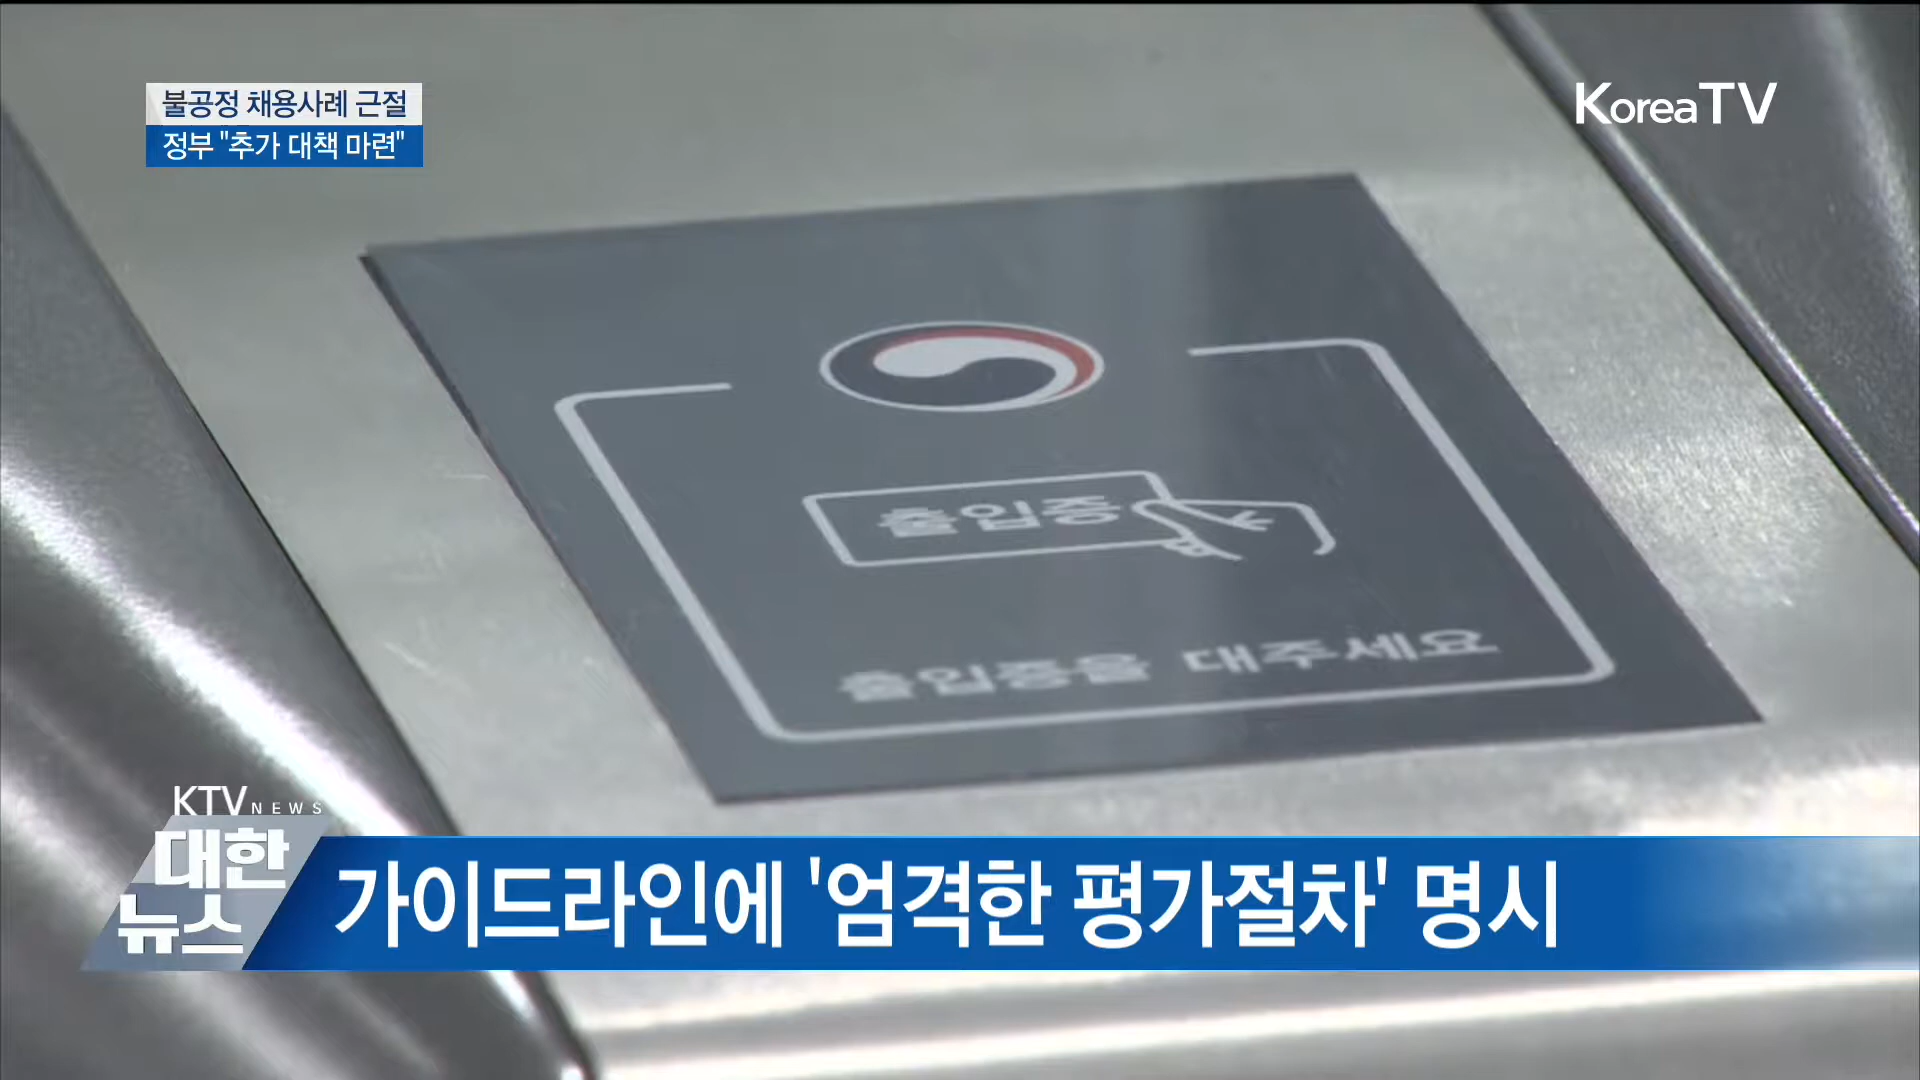 불공정 채용사례 근절
정부 "추가 대책 마련"
KoreaTV
출입증
출입증을 대주세요
KTV NEWS
대한
뉴스
가이드라인에 '엄격한 평가절차' 명시